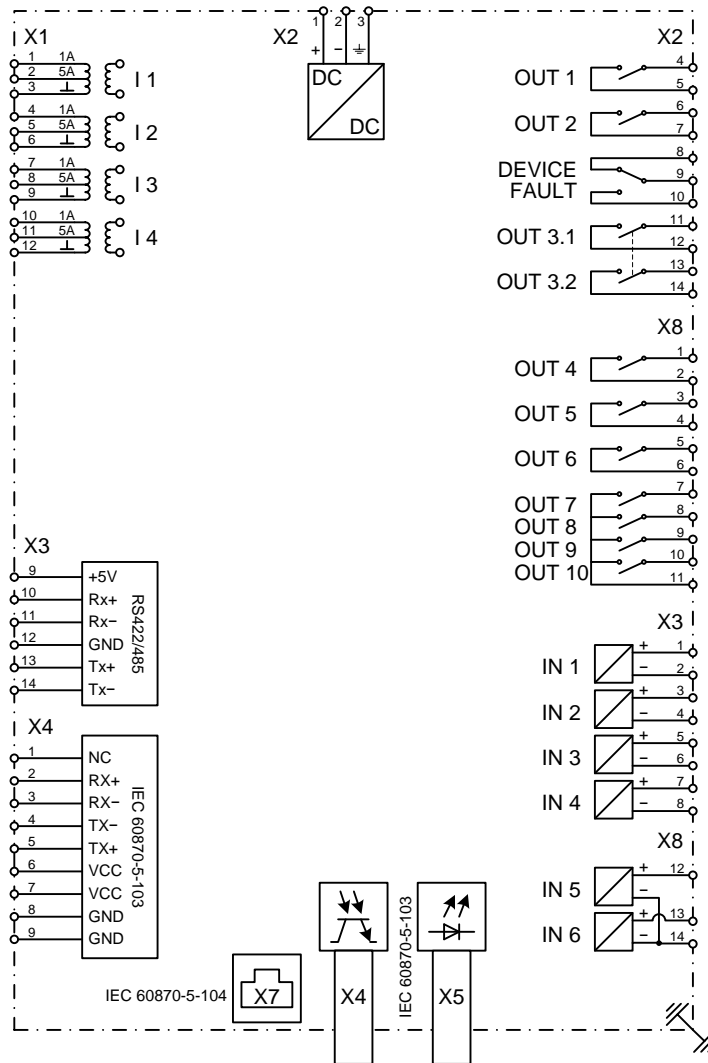 X1
1 1A
2 5A
3
I 1
4 1A
5 5A
6
I 2
7 1A
8 5A
9
I 3
10 1A
11 5A
12
I 4
X2
1 2 3
+ −
DC
DC
X2
OUT 1
4
5
OUT 2
6
7
DEVICE
FAULT
8
9
10
OUT 3.1
11
12
OUT 3.2
13
14
X8
OUT 4
1
2
OUT 5
3
4
OUT 6
5
6
OUT 7
7
OUT 8
8
OUT 9
9
OUT 10
10
11
X3
9 +5V
10 Rx+
11 Rx−
12 GND
13 Tx+
14 Tx−
RS422/485
X3
IN 1
+ 1
− 2
IN 2
+ 3
− 4
IN 3
+ 5
− 6
IN 4
+ 7
− 8
X4
1 NC
2 RX+
3 RX−
4 TX−
5 TX+
6 VCC
7 VCC
8 GND
9 GND
IEC 60870-5-103
X8
IN 5
+ 12
−
IN 6
+ 13
− 14
IEC 60870-5-104
X7
X4
IEC 60870-5-103
X5